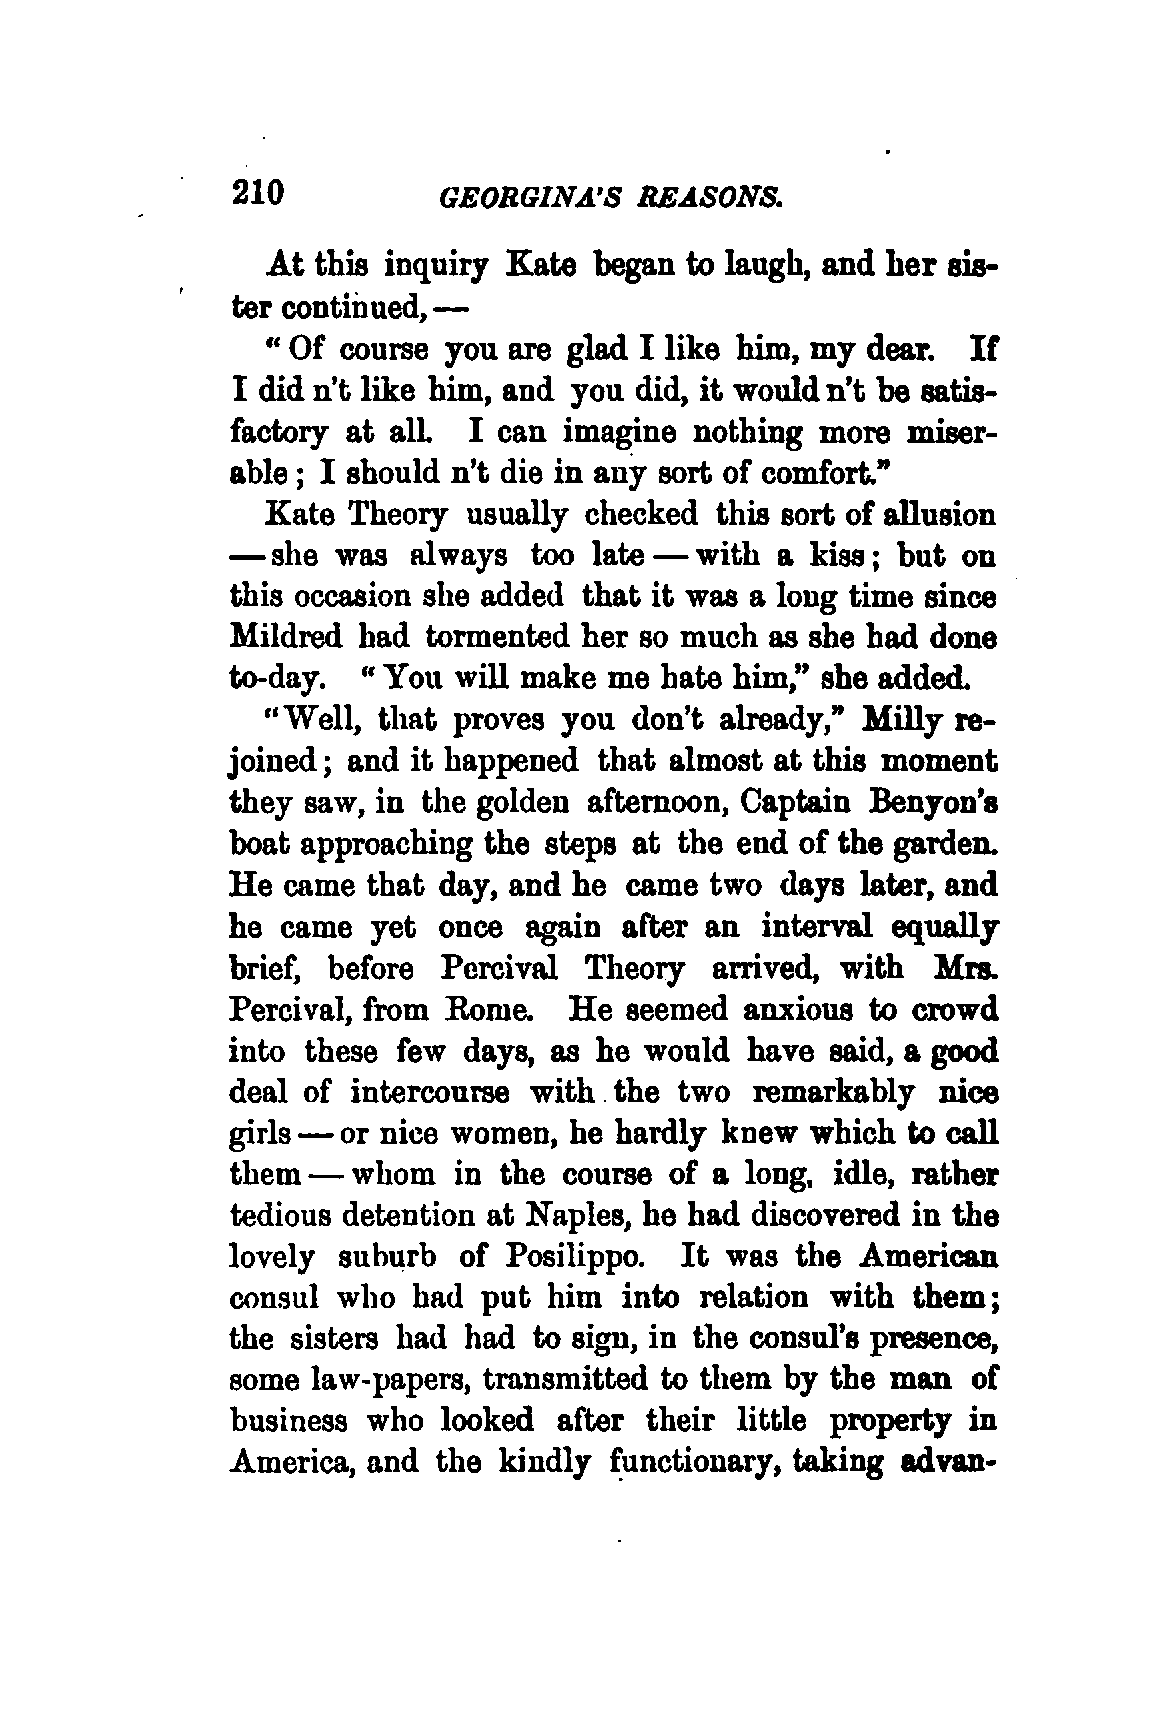 210 GEORGINA'S REASONS.
At this inquiry Kate began to laugh, and her sis-
ter continued,—
"Of course you are glad I like him, my dear. If
I did n't like him, and you did, it would n't be satis-
factory at all. I can imagine nothing more miser-
able; I should n't die in any sort of comfort."
Kate Theory usually checked this sort of allusion
—she was always too late—with a kiss; but on
this occasion she added that it was a long time since
Mildred had tormented her so much as she had done
to-day. "You will make me hate him," she added.
"Well, that proves you don't already," Milly re-
joined; and it happened that almost at this moment
they saw, in the golden afternoon, Captain Benyon's
boat approaching the steps at the end of the garden.
He came that day, and he came two days later, and
he came yet once again after an interval equally
brief, before Percival Theory arrived, with Mrs.
Percival, from Rome. He seemed anxious to crowd
into these few days, as he would have said, a good
deal of intercourse with the two remarkably nice
girls—or nice women, he hardly knew which to call
them—whom in the course of a long, idle, rather
tedious detention at Naples, he had discovered in the
lovely suburb of Posilippo. It was the American
consul who had put him into relation with them;
the sisters had had to sign, in the consul's presence,
some law-papers, transmitted to them by the man of
business who looked after their little property in
America, and the kindly functionary, taking advan-